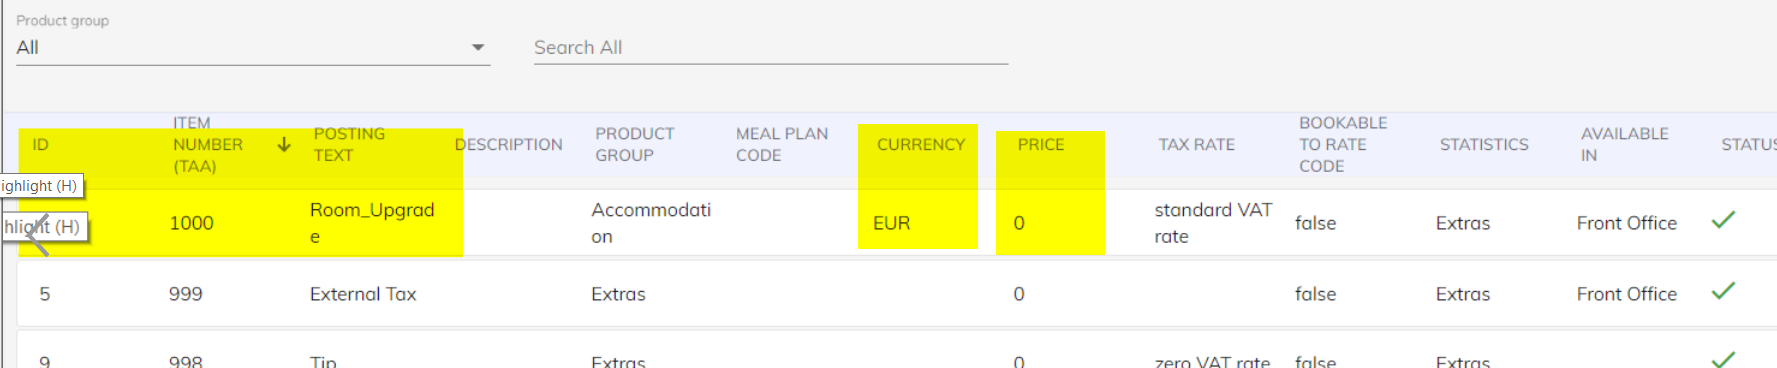 Product group
All
Search All
ID
ITEM
NUMBER
(TAA)
POSTING
TEXT
DESCRIPTION
PRODUCT
GROUP
MEAL PLAN
CODE
CURRENCY
PRICE
TAX RATE
BOOKABLE
TO RATE
CODE
STATISTICS
AVAILABLE
IN
STATUS
ighlight (H)
hlight (H)
1000
Room_Upgrad
e
Accommodati
on
EUR
0
standard VAT
rate
false
Extras
Front Office
5 999 External Tax Extras 0 false Extras Front Office
9 998 Tip Extras 0 zero VAT rate false Extras